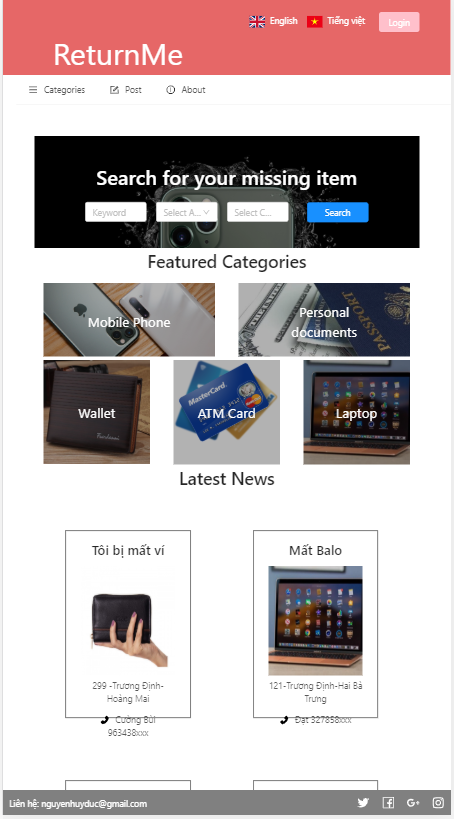 English Tiếng việt Login
ReturnMe
Categories Post About
Search for your missing item
Keyword Select A... Select C... Search
Featured Categories
Mobile Phone
Personal
documents
PASSPORT
Wallet
ATM Card
MasterCard
Laptop
Latest News
Tôi bị mất ví
299 -Trương Định-
Hoàng Mai
Cường Bùi
963438xxx
Mất Balo
121-Trương Định-Hai Bà
Trưng
Đạt 327858xxx
Liên hệ: nguyenhuyduc@gmail.com